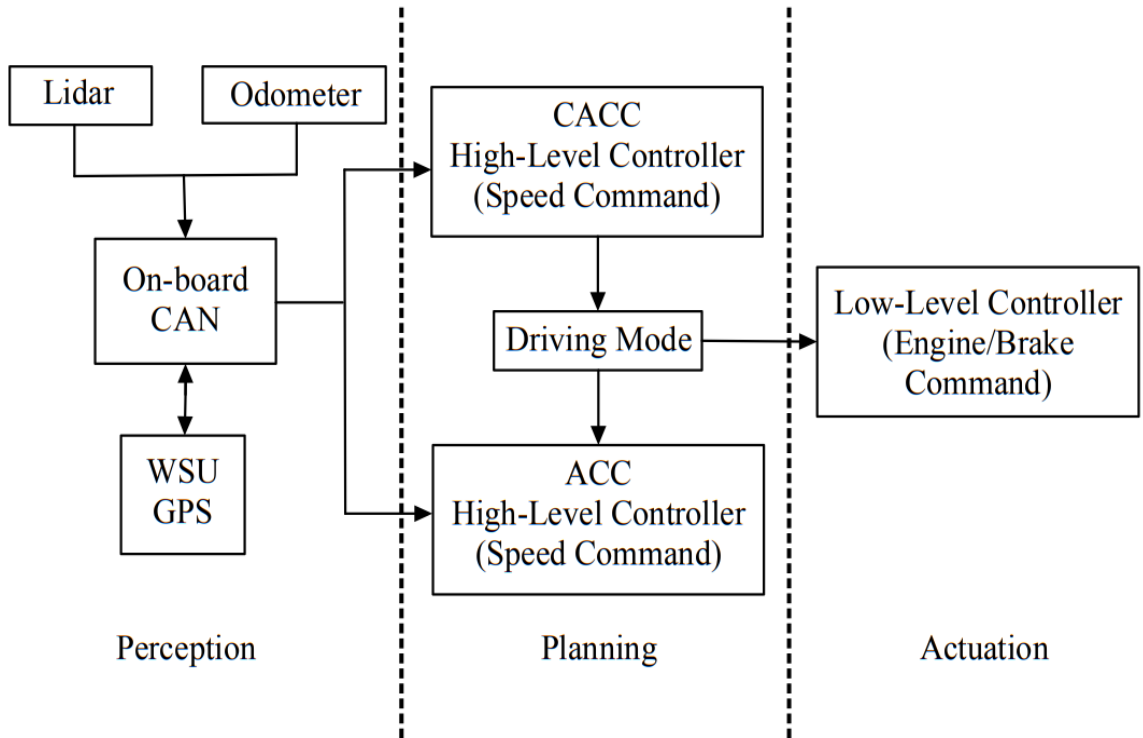 Lidar
Odometer
On-board
CAN
WSU
GPS
Perception
CACC
High-Level Controller
(Speed Command)
Driving Mode
ACC
High-Level Controller
(Speed Command)
Planning
Low-Level Controller
(Engine/Brake
Command)
Actuation